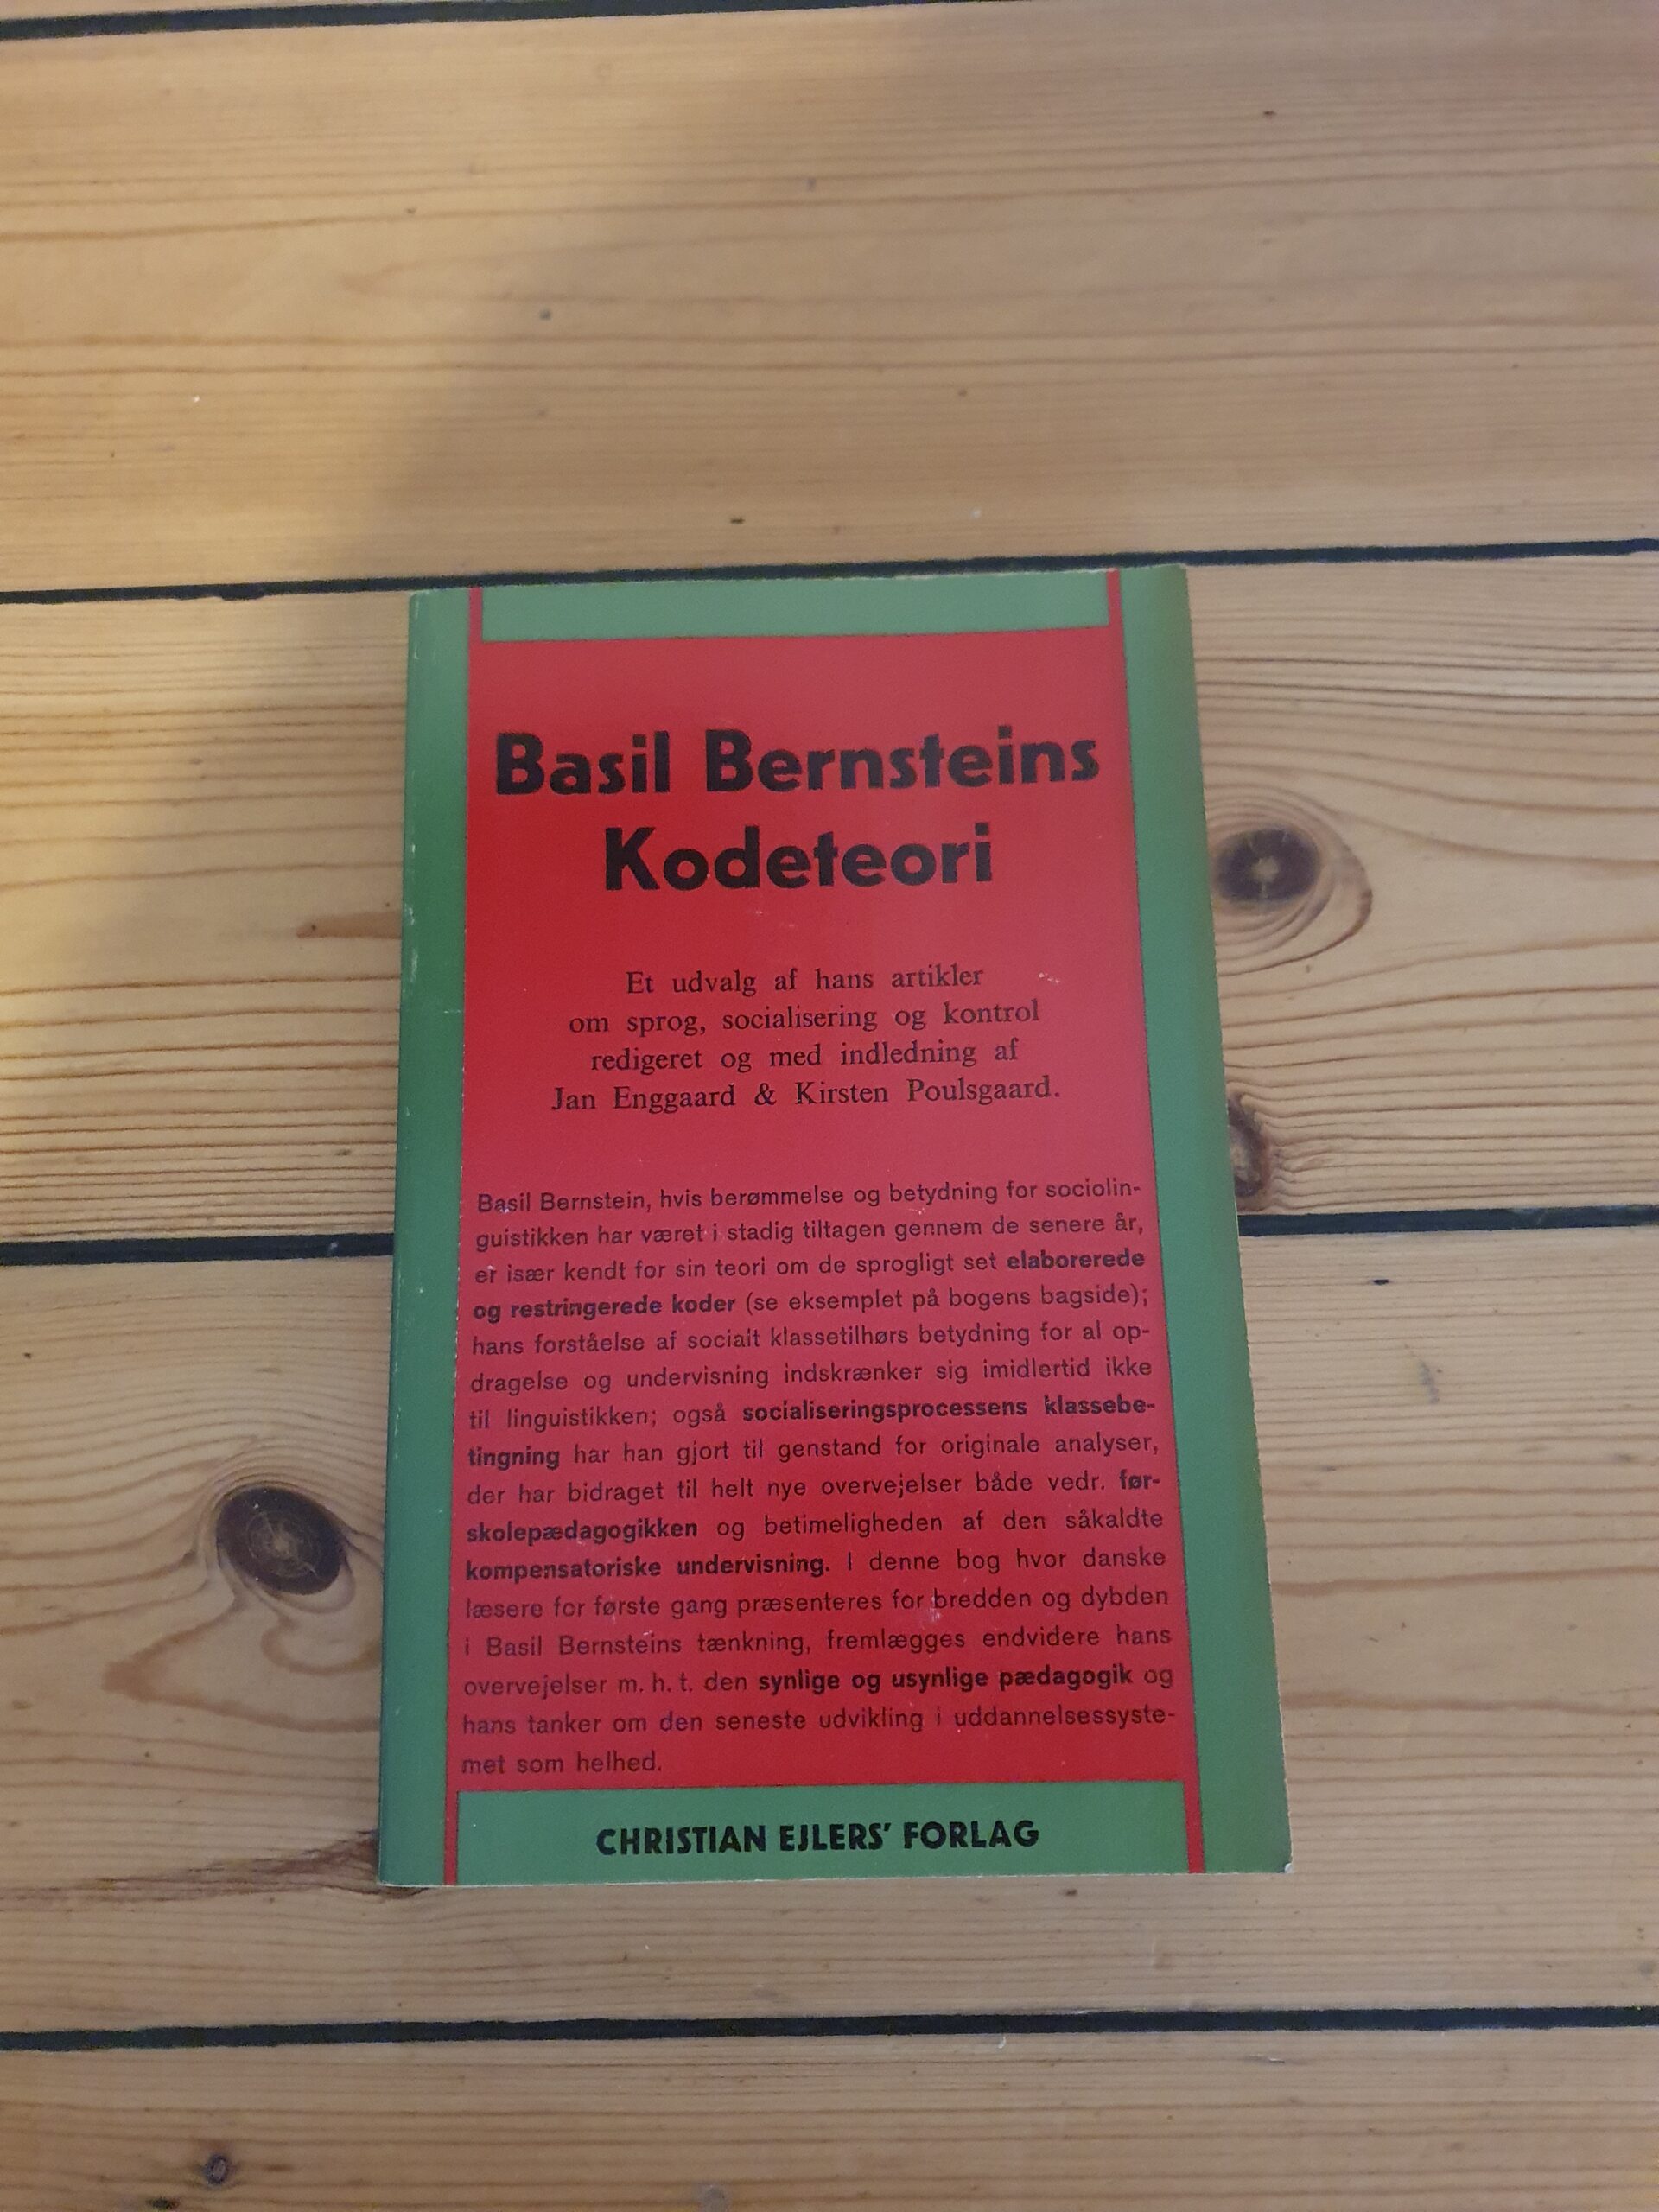 Basil Bernsteins
Kodeteori
Et udvalg af hans artikler
om sprog, socialisering og kontrol
redigeret og med indledning af
Jan Enggaard & Kirsten Poulsgaard.
Basil Bernstein, hvis berømmelse og betydning for sociolin-
guistikken har været i stadig tiltagen gennem de senere år,
er især kendt for sin teori om de sprogligt set elaborerede
og restringerede koder (se eksemplet på bogens bagside);
hans forståelse af socialt klassetilhørs betydning for al op-
dragelse og undervisning indskrænker sig imidlertid ikke
til linguistikken; også socialiseringsprocessens klassebe-
tingning har han gjort til genstand for originale analyser,
der har bidraget til helt nye overvejelser både vedr. før-
skolepædagogikken og betimeligheden af den såkaldte
kompensatoriske undervisning. I denne bog hvor danske
læsere for første gang præsenteres for bredden og dybden
i Basil Bernsteins tænkning, fremlægges endvidere hans
overvejelser m. h. t. den synlige og usynlige pædagogik og
hans tanker om den seneste udvikling i uddannelsessyste-
met som helhed.
CHRISTIAN EJLERS' FORLAG